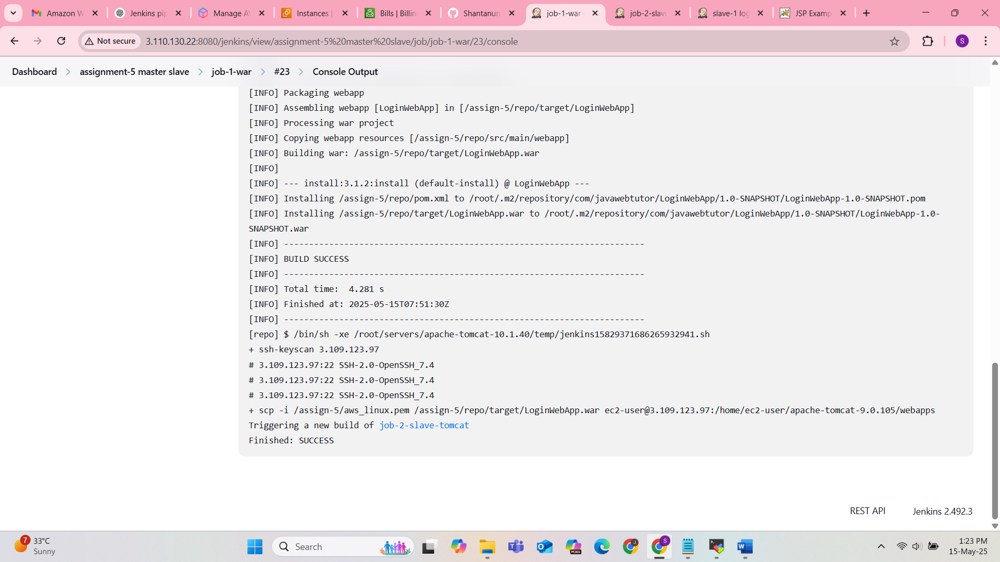 Amazon W
Jenkins pip
Manage AW
Instances |
Bills | Billin
Shantanum
job-1-war
job-2-slave
slave-1 log
JSP Examp
Not secure
3.110.130.22:8080/jenkins/view/assignment-5%20master%20slave/job/job-1-war/23/console
S
Dashboard > assignment-5 master slave > job-1-war > #23 > Console Output
[INFO] Packaging webapp
[INFO] Assembling webapp [LoginWebApp] in [/assign-5/repo/target/LoginWebApp]
[INFO] Processing war project
[INFO] Copying webapp resources [/assign-5/repo/src/main/webapp]
[INFO] Building war: /assign-5/repo/target/LoginWebApp.war
[INFO]
[INFO] --- install:3.1.2:install (default-install) @ LoginWebApp ---
[INFO] Installing /assign-5/repo/pom.xml to /root/.m2/repository/com/javawebtutor/LoginWebApp/1.0-SNAPSHOT/LoginWebApp-1.0-SNAPSHOT.pom
[INFO] Installing /assign-5/repo/target/LoginWebApp.war to /root/.m2/repository/com/javawebtutor/LoginWebApp/1.0-SNAPSHOT/LoginWebApp-1.0-
SNAPSHOT.war
[INFO] ------------------------------------------------------------------------
[INFO] BUILD SUCCESS
[INFO] ------------------------------------------------------------------------
[INFO] Total time:  4.281 s
[INFO] Finished at: 2025-05-15T07:51:30Z
[INFO] ------------------------------------------------------------------------
[repo] $ /bin/sh -xe /root/servers/apache-tomcat-10.1.40/temp/jenkins15829371686265932941.sh
+ ssh-keyscan 3.109.123.97
# 3.109.123.97:22 SSH-2.0-OpenSSH_7.4
# 3.109.123.97:22 SSH-2.0-OpenSSH_7.4
# 3.109.123.97:22 SSH-2.0-OpenSSH_7.4
+ scp -i /assign-5/aws_linux.pem /assign-5/repo/target/LoginWebApp.war ec2-user@3.109.123.97:/home/ec2-user/apache-tomcat-9.0.105/webapps
Triggering a new build of job-2-slave-tomcat
Finished: SUCCESS
REST API
Jenkins 2.492.3
7
33°C
Sunny
Search
M365
J
S
1:23 PM
15-May-25